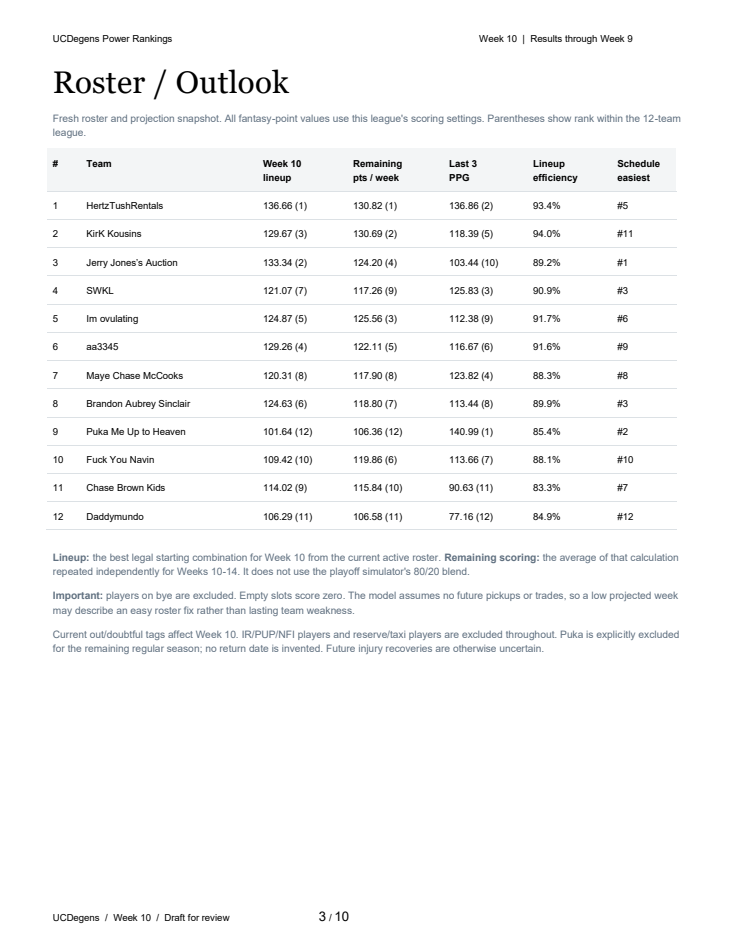 UCDegens Power Rankings Week 10 | Results through Week 9
Roster / Outlook
Fresh roster and projection snapshot. All fantasy-point values use this league's scoring settings. Parentheses show rank within the 12-team
league.
# Team Week 10 lineup Remaining pts / week Last 3 PPG Lineup efficiency Schedule easiest
1 HertzTushRentals 136.66 (1) 130.82 (1) 136.86 (2) 93.4% #5
2 KirK Kousins 129.67 (3) 130.69 (2) 118.39 (5) 94.0% #11
3 Jerry Jones’s Auction 133.34 (2) 124.20 (4) 103.44 (10) 89.2% #1
4 SWKL 121.07 (7) 117.26 (9) 125.83 (3) 90.9% #3
5 Im ovulating 124.87 (5) 125.56 (3) 112.38 (9) 91.7% #6
6 aa3345 129.26 (4) 122.11 (5) 116.67 (6) 91.6% #9
7 Maye Chase McCooks 120.31 (8) 117.90 (8) 123.82 (4) 88.3% #8
8 Brandon Aubrey Sinclair 124.63 (6) 118.80 (7) 113.44 (8) 89.9% #3
9 Puka Me Up to Heaven 101.64 (12) 106.36 (12) 140.99 (1) 85.4% #2
10 Fuck You Navin 109.42 (10) 119.86 (6) 113.66 (7) 88.1% #10
11 Chase Brown Kids 114.02 (9) 115.84 (10) 90.63 (11) 83.3% #7
12 Daddymundo 106.29 (11) 106.58 (11) 77.16 (12) 84.9% #12
Lineup: the best legal starting combination for Week 10 from the current active roster. Remaining scoring: the average of that calculation
repeated independently for Weeks 10-14. It does not use the playoff simulator's 80/20 blend.
Important: players on bye are excluded. Empty slots score zero. The model assumes no future pickups or trades, so a low projected week
may describe an easy roster fix rather than lasting team weakness.
Current out/doubtful tags affect Week 10. IR/PUP/NFI players and reserve/taxi players are excluded throughout. Puka is explicitly excluded
for the remaining regular season; no return date is invented. Future injury recoveries are otherwise uncertain.
UCDegens / Week 10 / Draft for review 3 / 10